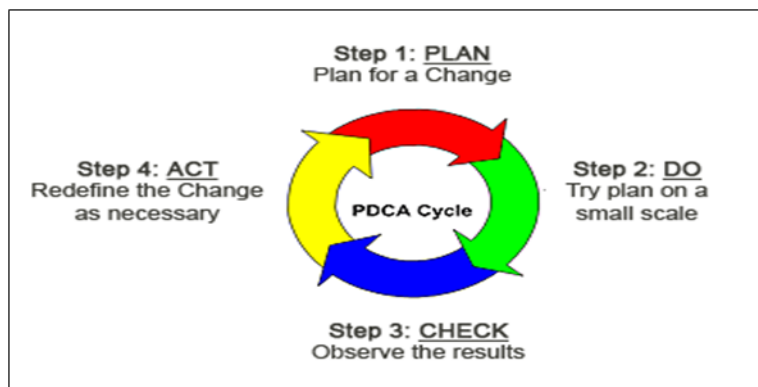 Step 1: PLAN
Plan for a Change
Step 2: DO
Try plan on a
small scale
Step 3: CHECK
Observe the results
Step 4: ACT
Redefine the Change
as necessary
PDCA Cycle